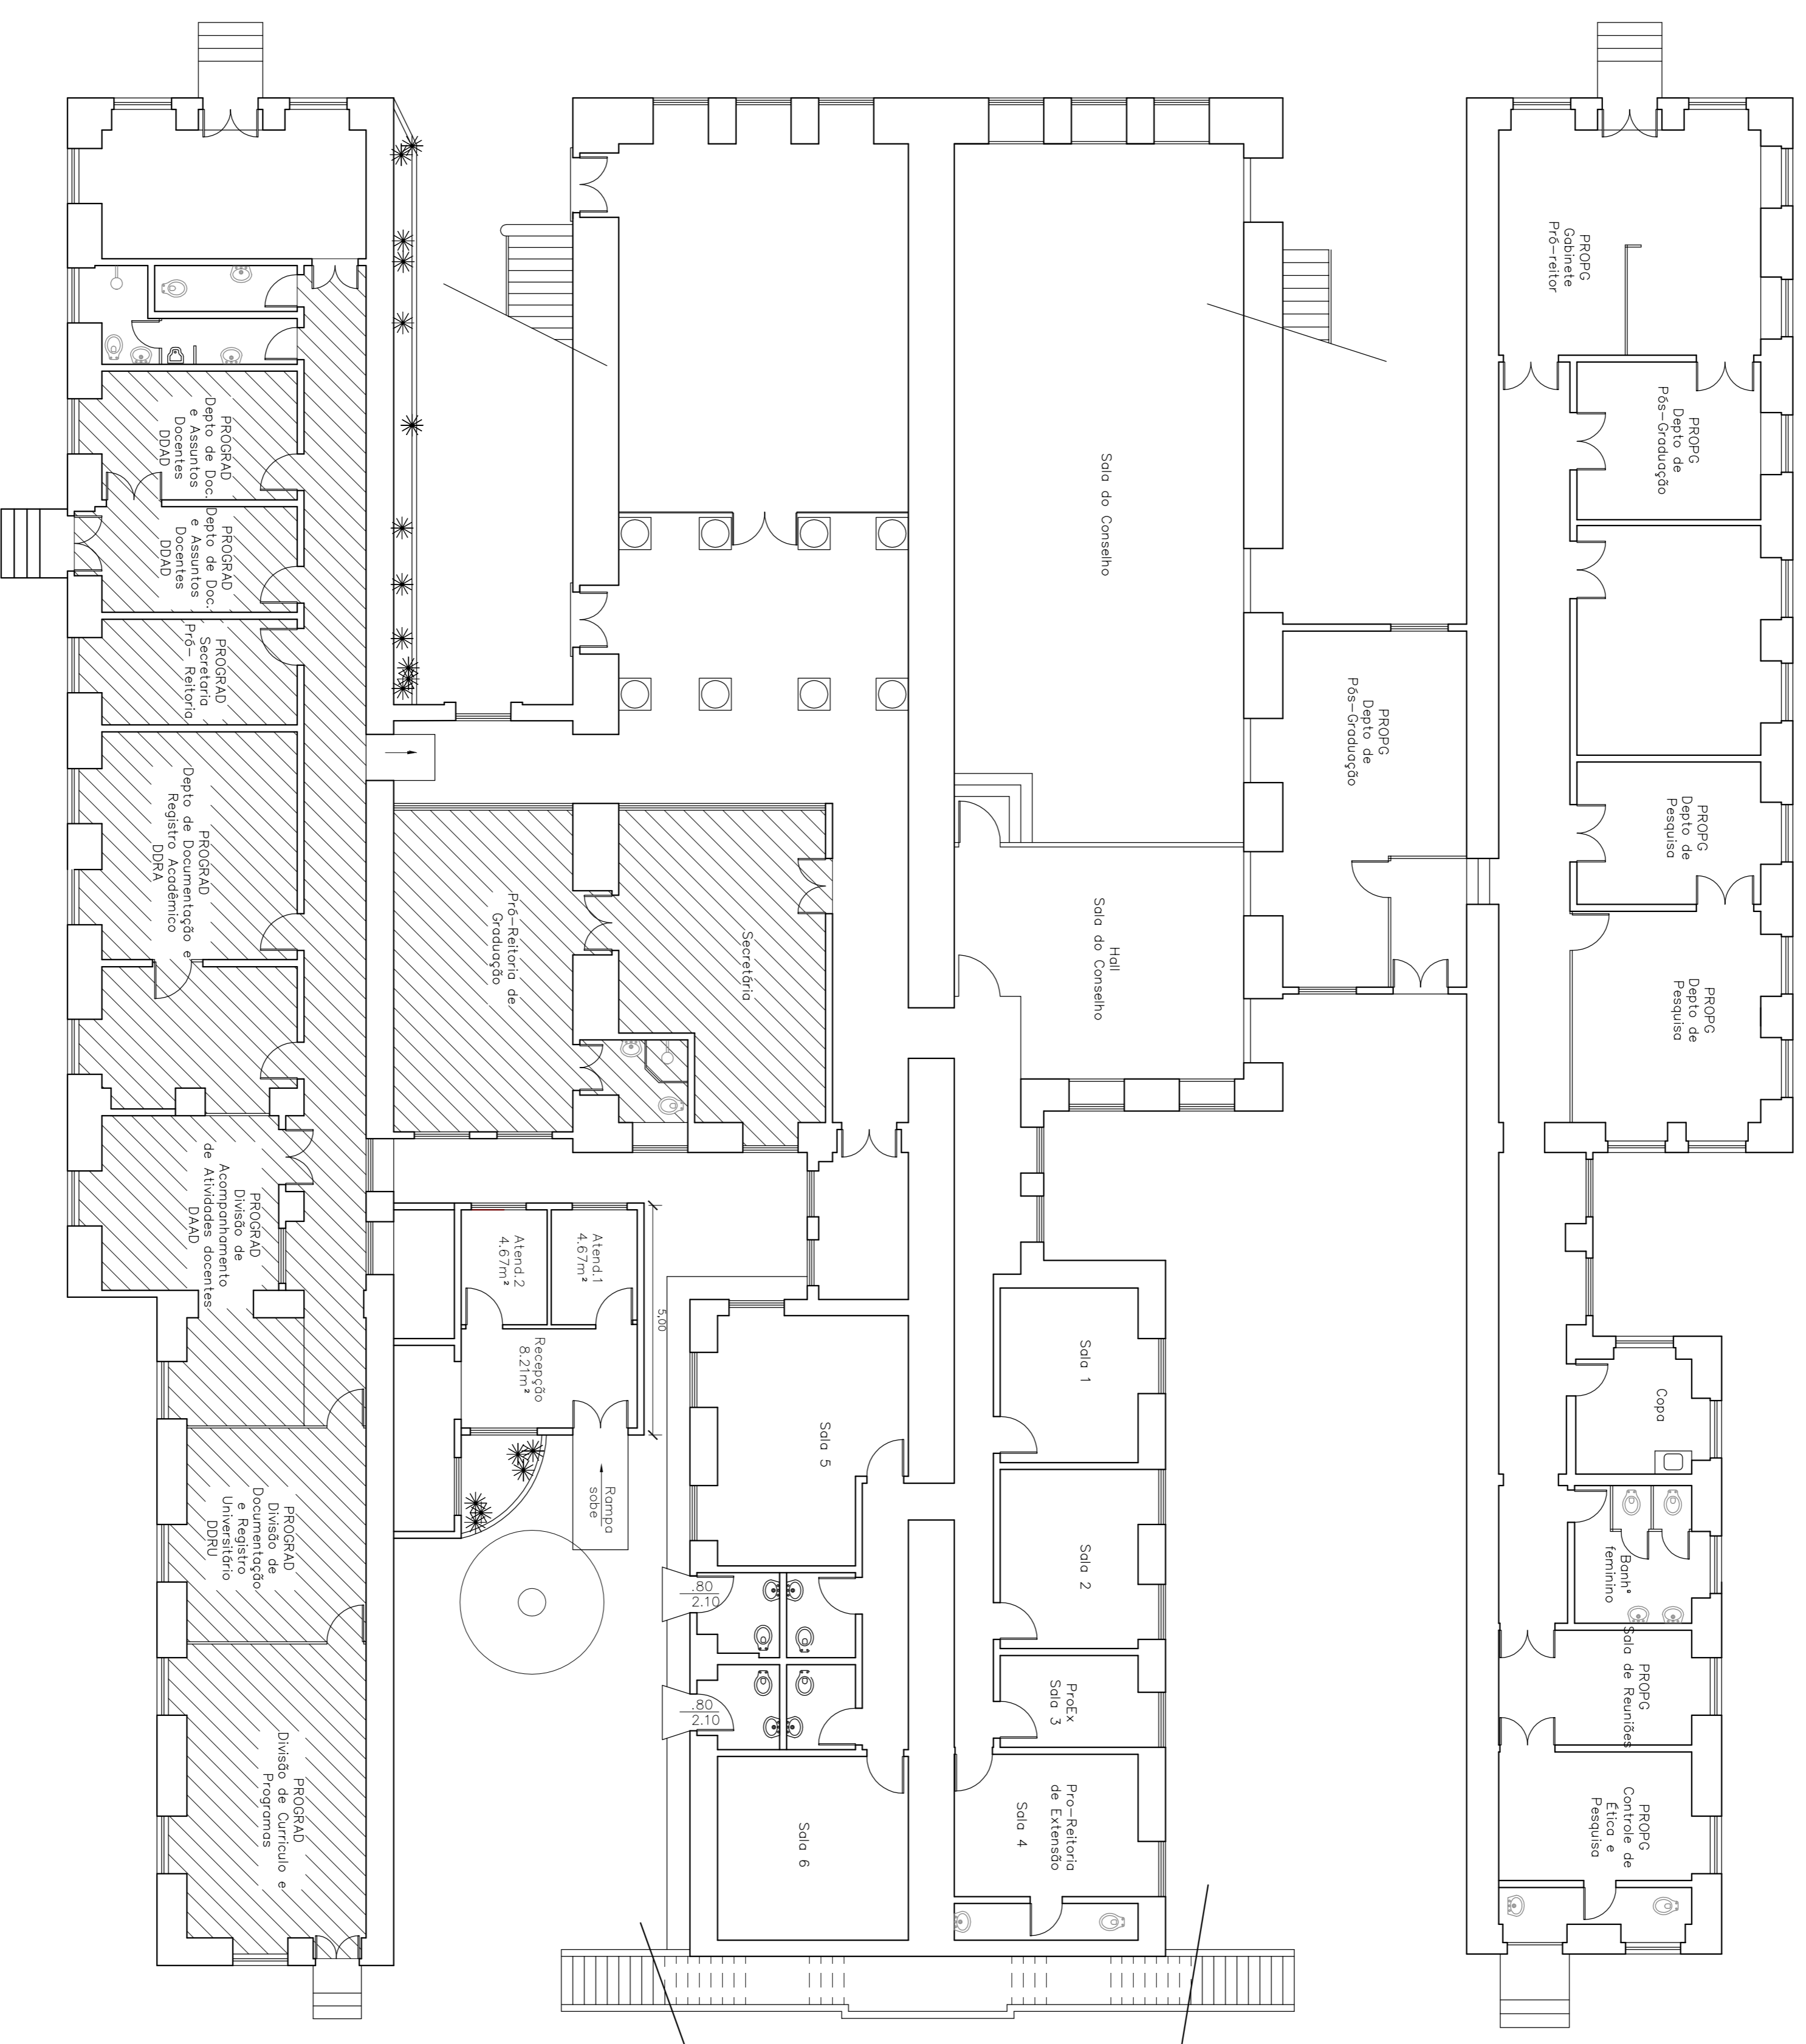 PROPG
Gabinete
Pró-reitor
PROPG
Depto de
Pós-Graduação
PROPG
Depto de
Pesquisa
PROPG
Depto de
Pesquisa
Copa
Banhº
feminino
PROPG
Sala de Reuniões
PROPG
Controle de
Ética e
Pesquisa
PROPG
Depto de
Pós-Graduação
Sala do Conselho
Hall
Sala do Conselho
Sala 1
Sala 2
ProEx
Sala 3
Pro-Reitoria
de Extensão
Sala 4
Secretária
Pró-Reitoria de
Graduação
Sala 5
Sala 6
.80
2.10
.80
2.10
5,00
Atend.1
4.67m²
Atend.2
4.67m²
Recepção
8.21m²
Rampa
sobe
PROGRAD
Depto de Doc.
e Assuntos
Docentes
DDAD
PROGRAD
Depto de Doc.
e Assuntos
Docentes
DDAD
PROGRAD
Secretaria
Pró- Reitoria
PROGRAD
Depto de Documentação e
Registro Acadêmico
DDRA
PROGRAD
Divisão de
Acompanhamento
de Atividades docentes
DAAD
PROGRAD
Divisão de
Documentação
e Registro
Universitário
DDRU
PROGRAD
Divisão de Currículo e
Programas